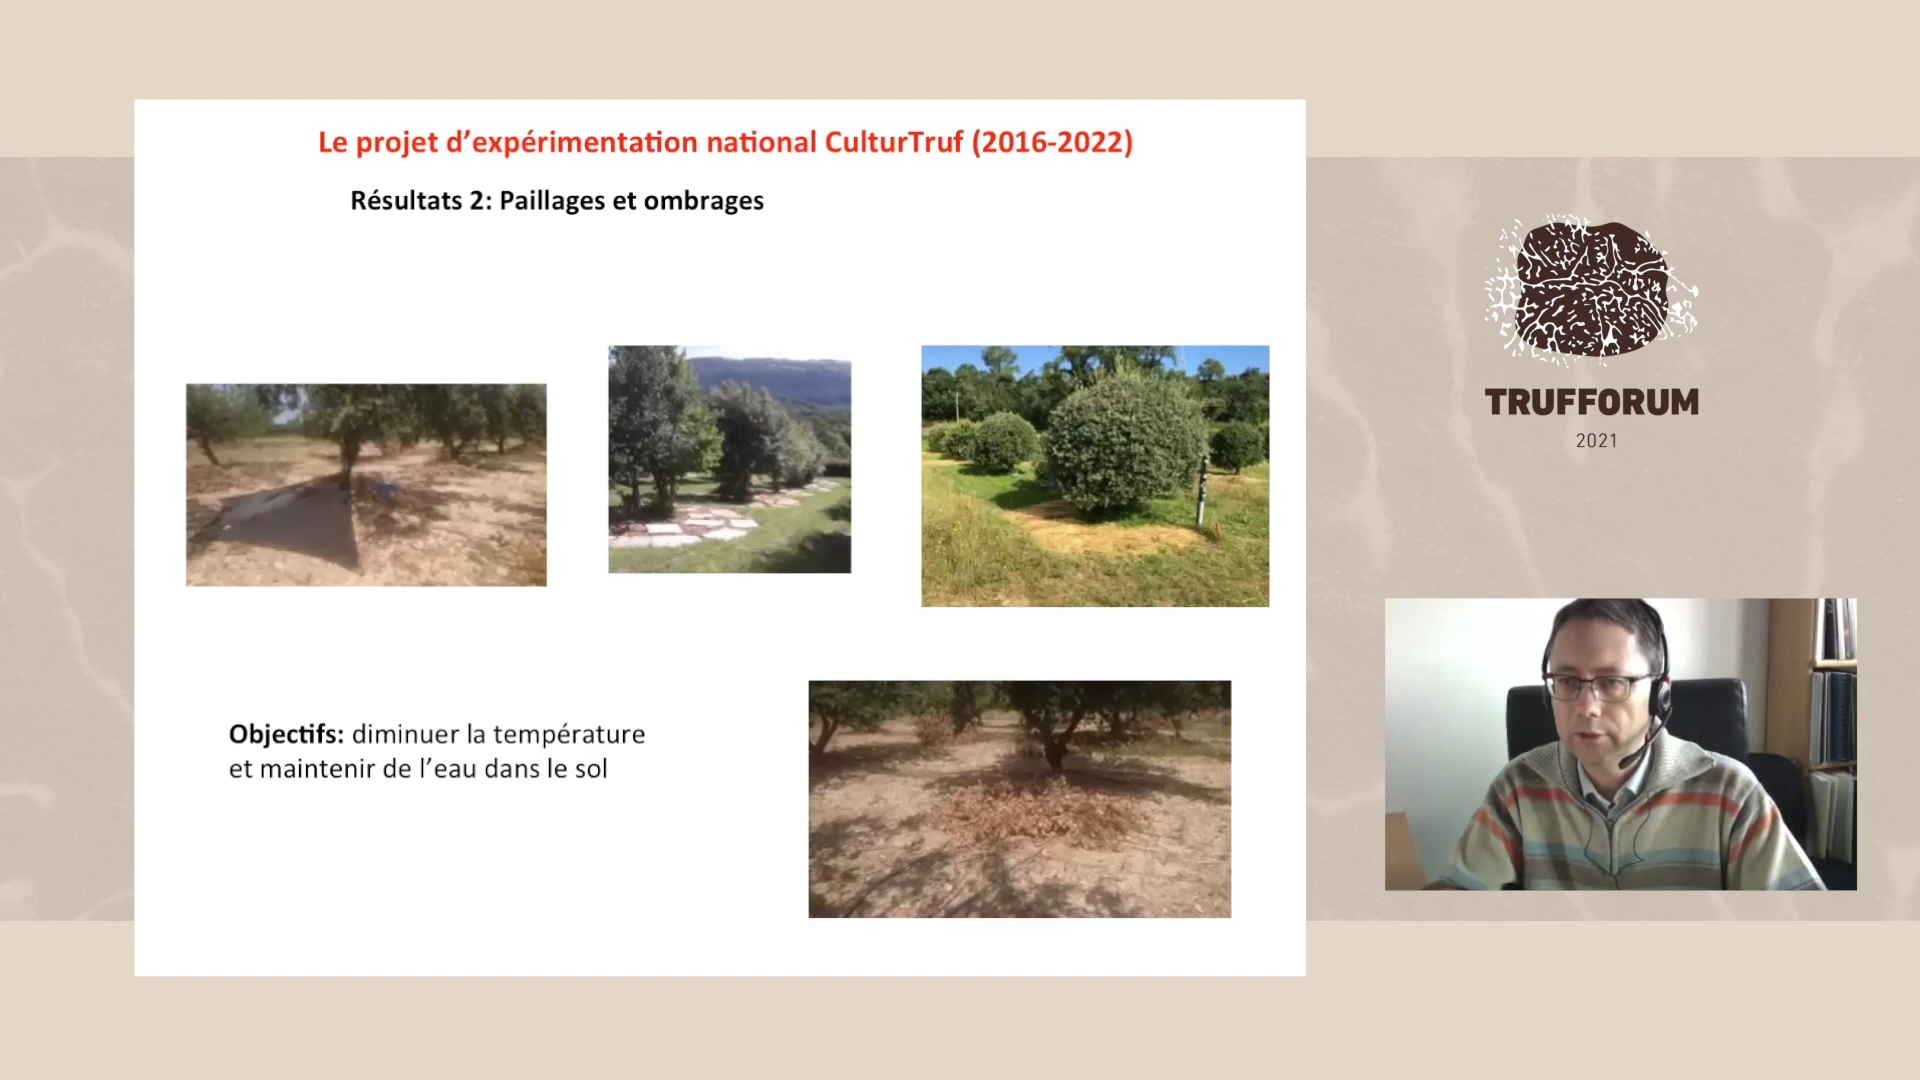 Le projet d’expérimentation national CulturTruf (2016-2022)
Résultats 2: Paillages et ombrages
Objectifs: diminuer la température
et maintenir de l’eau dans le sol
TRUFFORUM
2021